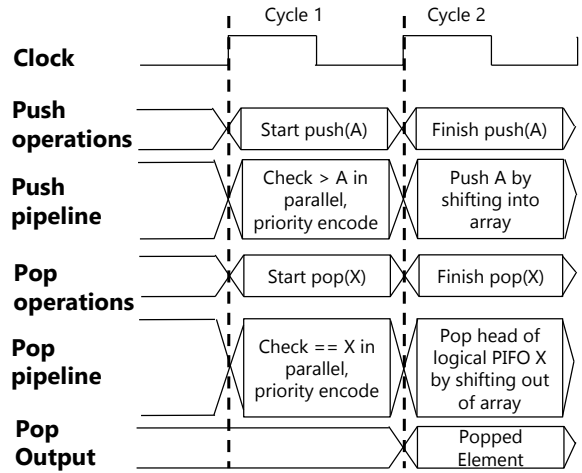 Cycle 1
Cycle 2
Clock
Push
operations
Start push(A)
Finish push(A)
Push
pipeline
Check > A in
parallel,
priority encode
Push A by
shifting into
array
Pop
operations
Start pop(X)
Finish pop(X)
Pop
pipeline
Check == X in
parallel,
priority encode
Pop head of
logical PIFO X
by shifting out
of array
Pop
Output
Popped
Element